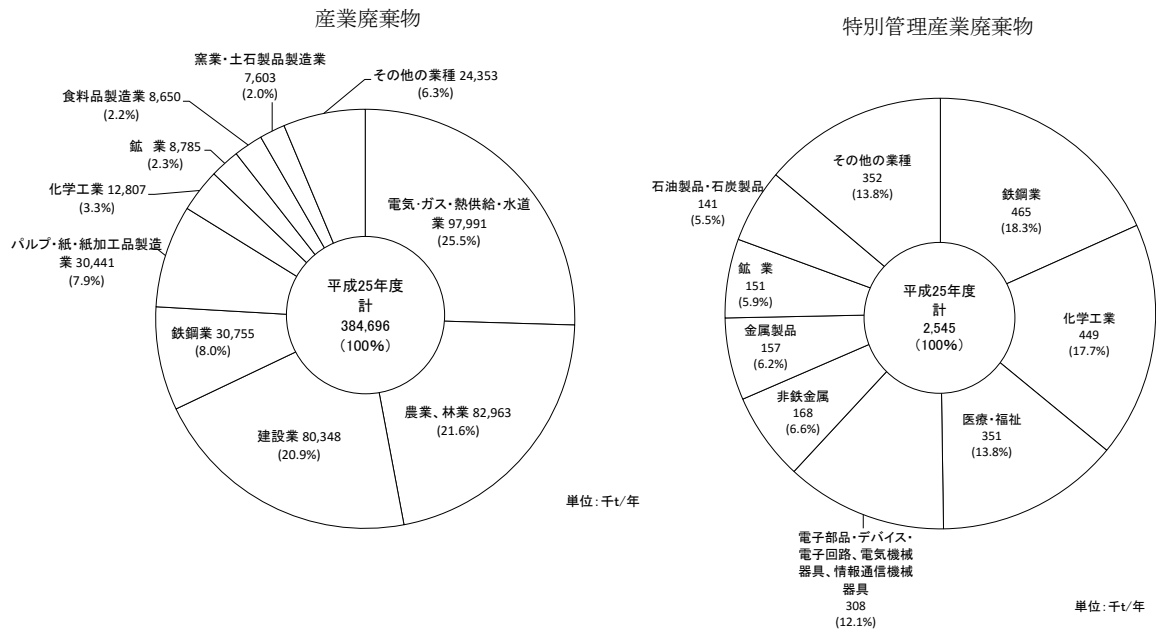 産業廃棄物
窯業・土石製品製造業
7,603
(2.0%)
その他の業種 24,353
(6.3%)
食料品製造業 8,650
(2.2%)
鉱　業 8,785
(2.3%)
化学工業 12,807
(3.3%)
パルプ・紙・紙加工品製造
業 30,441
(7.9%)
鉄鋼業 30,755
(8.0%)
建設業 80,348
(20.9%)
農業、林業 82,963
(21.6%)
電気・ガス・熱供給・水道
業 97,991
(25.5%)
平成25年度
計
384,696
(100%)
単位：千t/年
特別管理産業廃棄物
その他の業種
352
(13.8%)
石油製品・石炭製品
141
(5.5%)
鉱　業
151
(5.9%)
金属製品
157
(6.2%)
非鉄金属
168
(6.6%)
電子部品・デバイス・
電子回路、電気機械
器具、情報通信機械
器具
308
(12.1%)
医療・福祉
351
(13.8%)
化学工業
449
(17.7%)
鉄鋼業
465
(18.3%)
平成25年度
計
2,545
(100%)
単位：千t/年